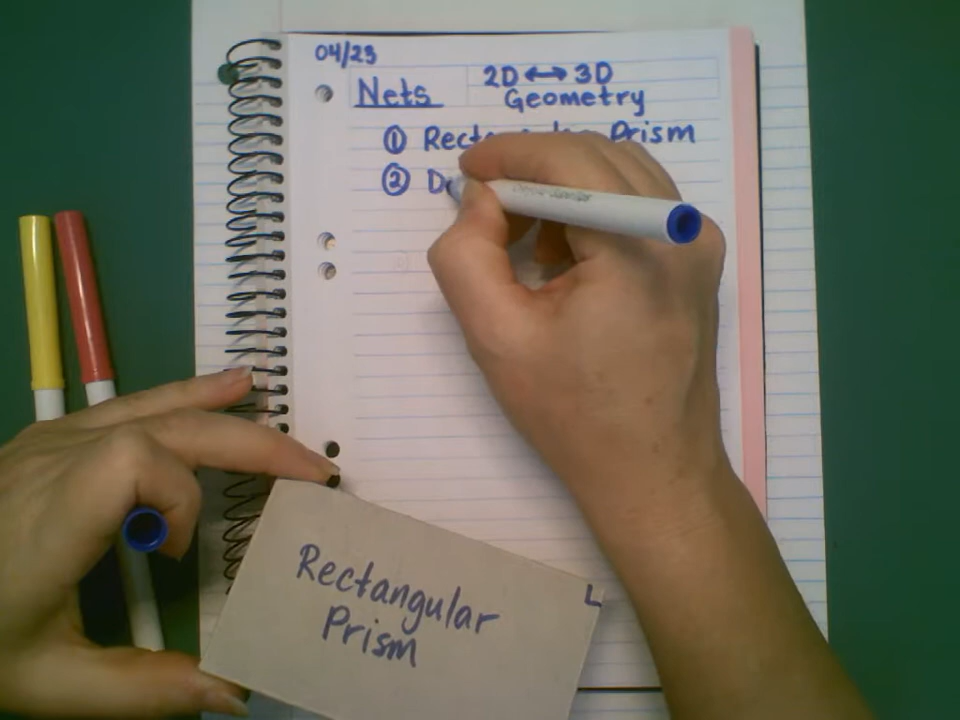 04/23
Nets
2D ↔ 3D
Geometry
① Prism
②
Rectangular
Prism
L